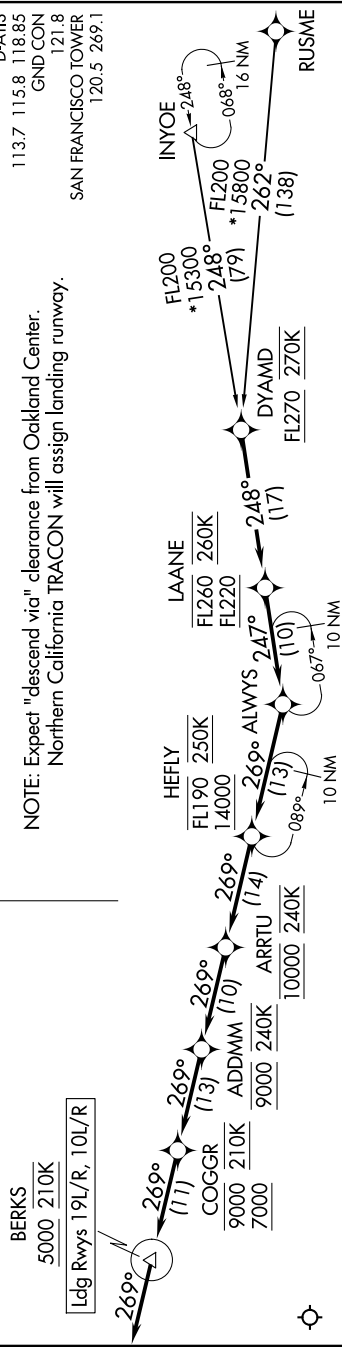 D-ATIS
113.7 115.8 118.85
GND CON
121.8
SAN FRANCISCO TOWER
120.5 269.1
NOTE: Expect "descend via" clearance from Oakland Center.
Northern California TRACON will assign landing runway.
RUSME
INYOE
248°
068°
16 NM
FL200
*15300
248°
(79)
FL200
*15800
262°
(138)
DYAMD
FL270 270K
248°
(17)
LAANE
FL260 260K
FL220
247°
(10)
ALWYS
067°
10 NM
269°
(13)
HEFLY
FL190 250K
14000
089°
10 NM
269°
(14)
ARRTU
10000 240K
269°
(10)
ADDMM
9000 240K
269°
(13)
COGGR
9000 210K
7000
269°
(11)
BERKS
5000 210K
Ldg Rwys 19L/R, 10L/R
269°